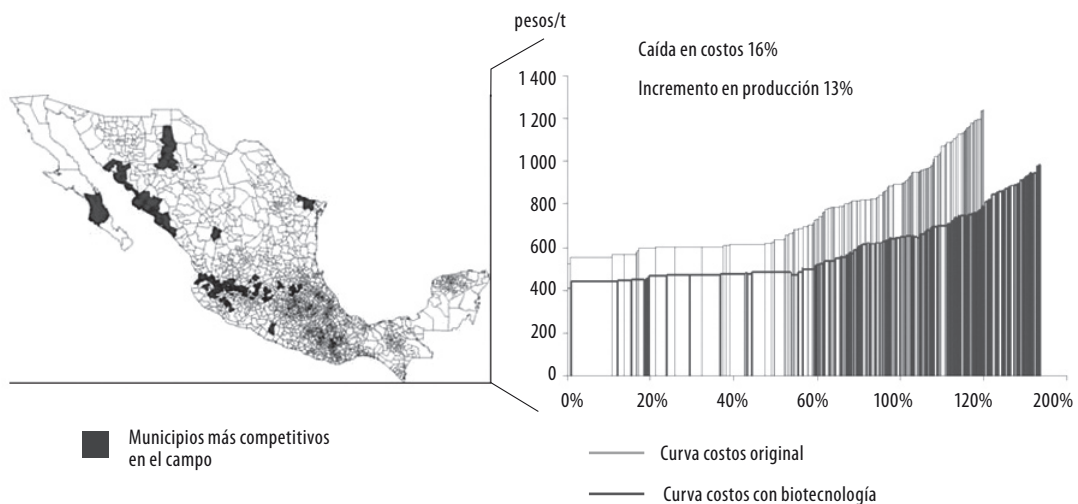 pesos/t
Caída en costos 16%
Incremento en producción 13%
1 400
1 200
1 000
800
600
400
200
0
0%
20%
40%
60%
100%
120%
200%
Municipios más competitivos
en el campo
Curva costos original
Curva costos con biotecnología